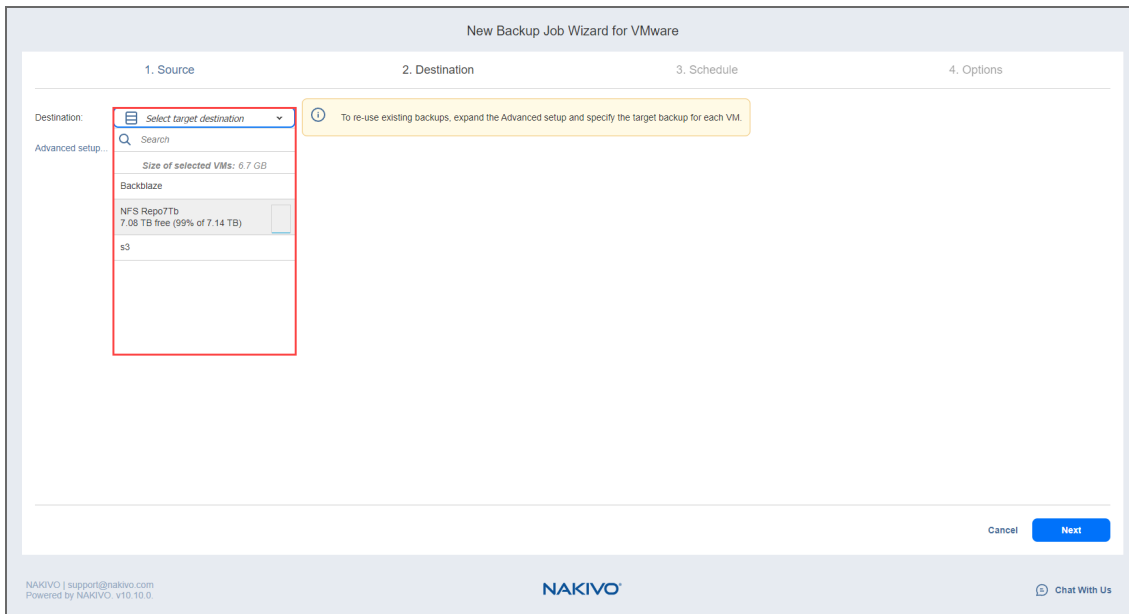 New Backup Job Wizard for VMware
1. Source
2. Destination
3. Schedule
4. Options
Destination:
Select target destination
To re-use existing backups, expand the Advanced setup and specify the target backup for each VM.
Advanced setup...
Search
Size of selected VMs: 6.7 GB
Backblaze
NFS Repo7Tb
7.08 TB free (99% of 7.14 TB)
s3
Cancel
Next
NAKIVO | support@nakivo.com
Powered by NAKIVO. v10.10.0.
NAKIVO
Chat With Us